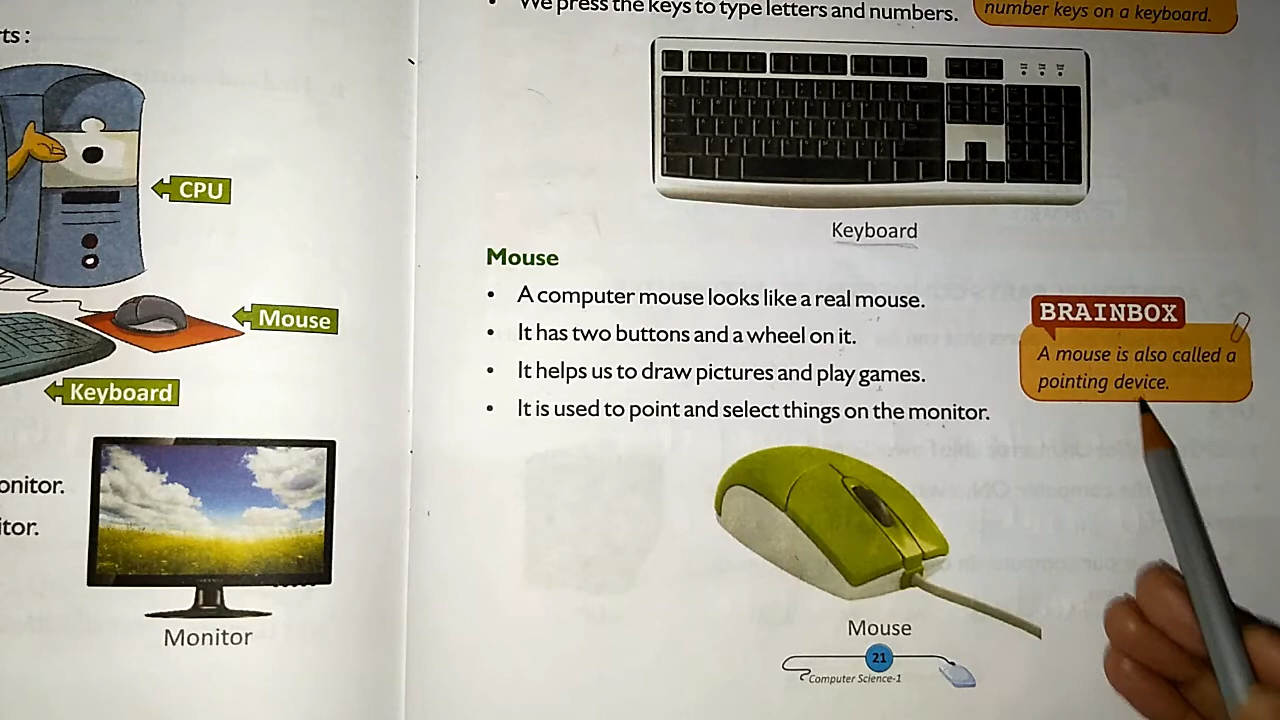 ts :
CPU
Mouse
Keyboard
onitor.
itor.
Monitor
We press the keys to type letters and numbers.
number keys on a keyboard.
Keyboard
Mouse
• A computer mouse looks like a real mouse.
• It has two buttons and a wheel on it.
• It helps us to draw pictures and play games.
• It is used to point and select things on the monitor.
BRAINBOX
A mouse is also called a
pointing device.
Mouse
21
Computer Science-1